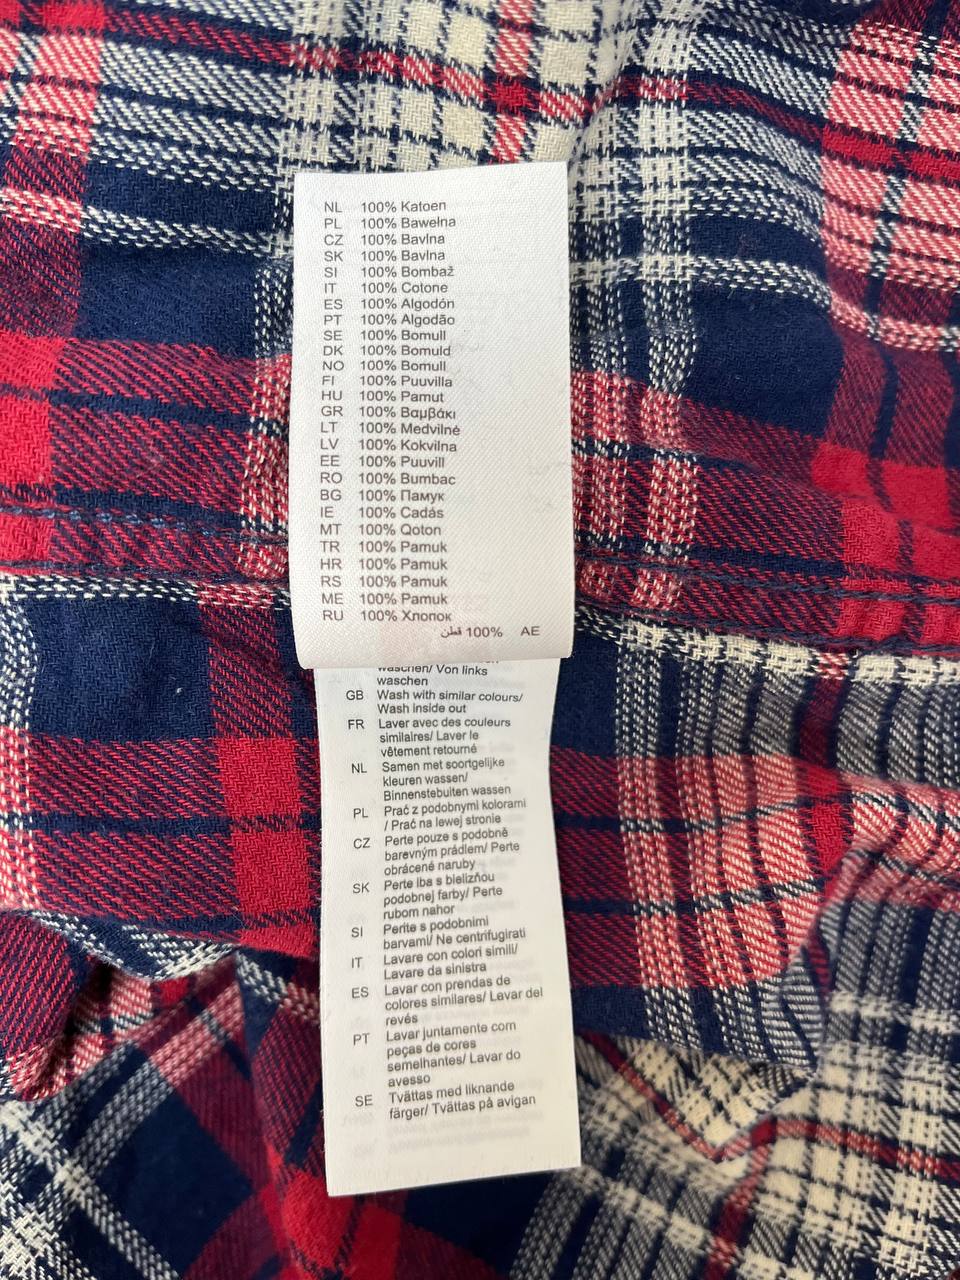 NL 100% Katoen
PL 100% Bawełna
CZ 100% Bavlna
SK 100% Bavlna
SI 100% Bombaž
IT 100% Cotone
ES 100% Algodón
PT 100% Algodão
SE 100% Bomull
DK 100% Bomuld
NO 100% Bomull
FI 100% Puuvilla
HU 100% Pamut
GR 100% Βαμβάκι
LT 100% Medvilnė
LV 100% Kokvilna
EE 100% Puuvill
RO 100% Bumbac
BG 100% Памук
IE 100% Cadás
MT 100% Qoton
TR 100% Pamuk
HR 100% Pamuk
RS 100% Pamuk
ME 100% Pamuk
RU 100% Хлопок
AE 100% قطن
waschen/ Von links
waschen
GB Wash with similar colours/
Wash inside out
FR Laver avec des couleurs
similaires/ Laver le
vêtement retourné
NL Samen met soortgelijke
kleuren wassen/
Binnenstebuiten wassen
PL Prać z podobnymi kolorami
/ Prać na lewej stronie
CZ Perte pouze s podobně
barevným prádlem/ Perte
obrácené naruby
SK Perte iba s bielizňou
podobnej farby/ Perte
rubom nahor
SI Perite s podobnimi
barvami/ Ne centrifugirati
IT Lavare con colori simili/
Lavare da sinistra
ES Lavar con prendas de
colores similares/ Lavar del
revés
PT Lavar juntamente com
peças de cores
semelhantes/ Lavar do
avesso
SE Tvättas med liknande
färger/ Tvättas på avigan